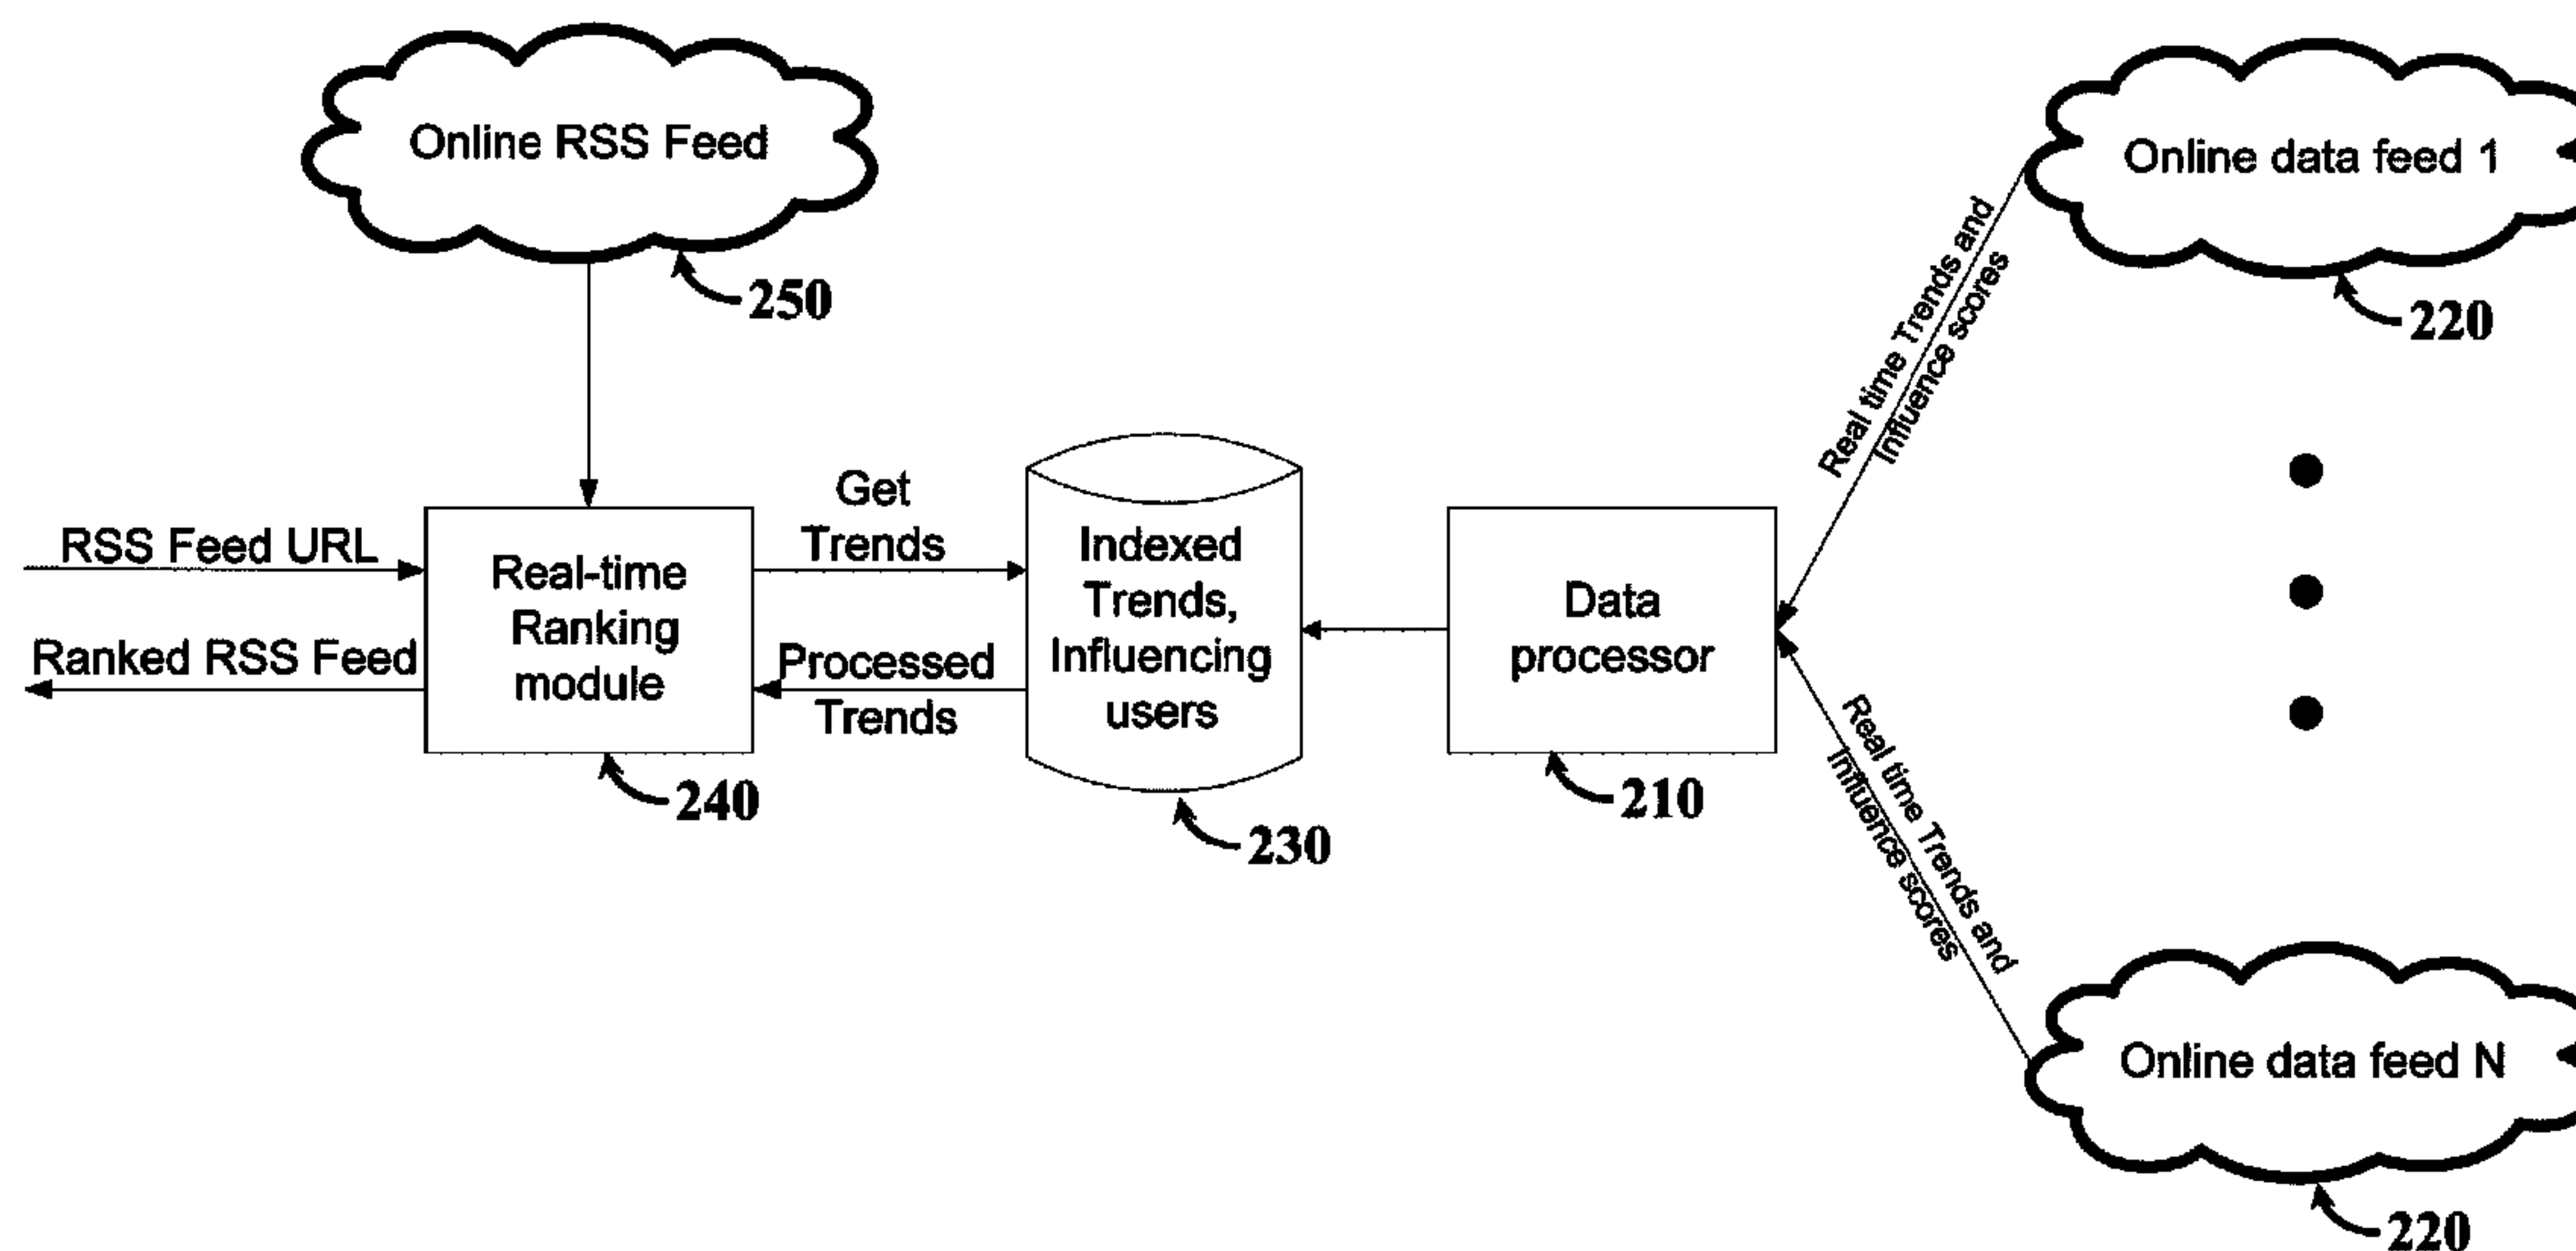 Online RSS Feed
250
RSS Feed URL
Ranked RSS Feed
Real-time
Ranking
module
240
Get
Trends
Processed
Trends
Indexed
Trends,
Influencing
users
230
Data
processor
210
Real time Trends and
Influence scores
Online data feed 1
220
Real time Trends and
Influence scores
Online data feed N
220